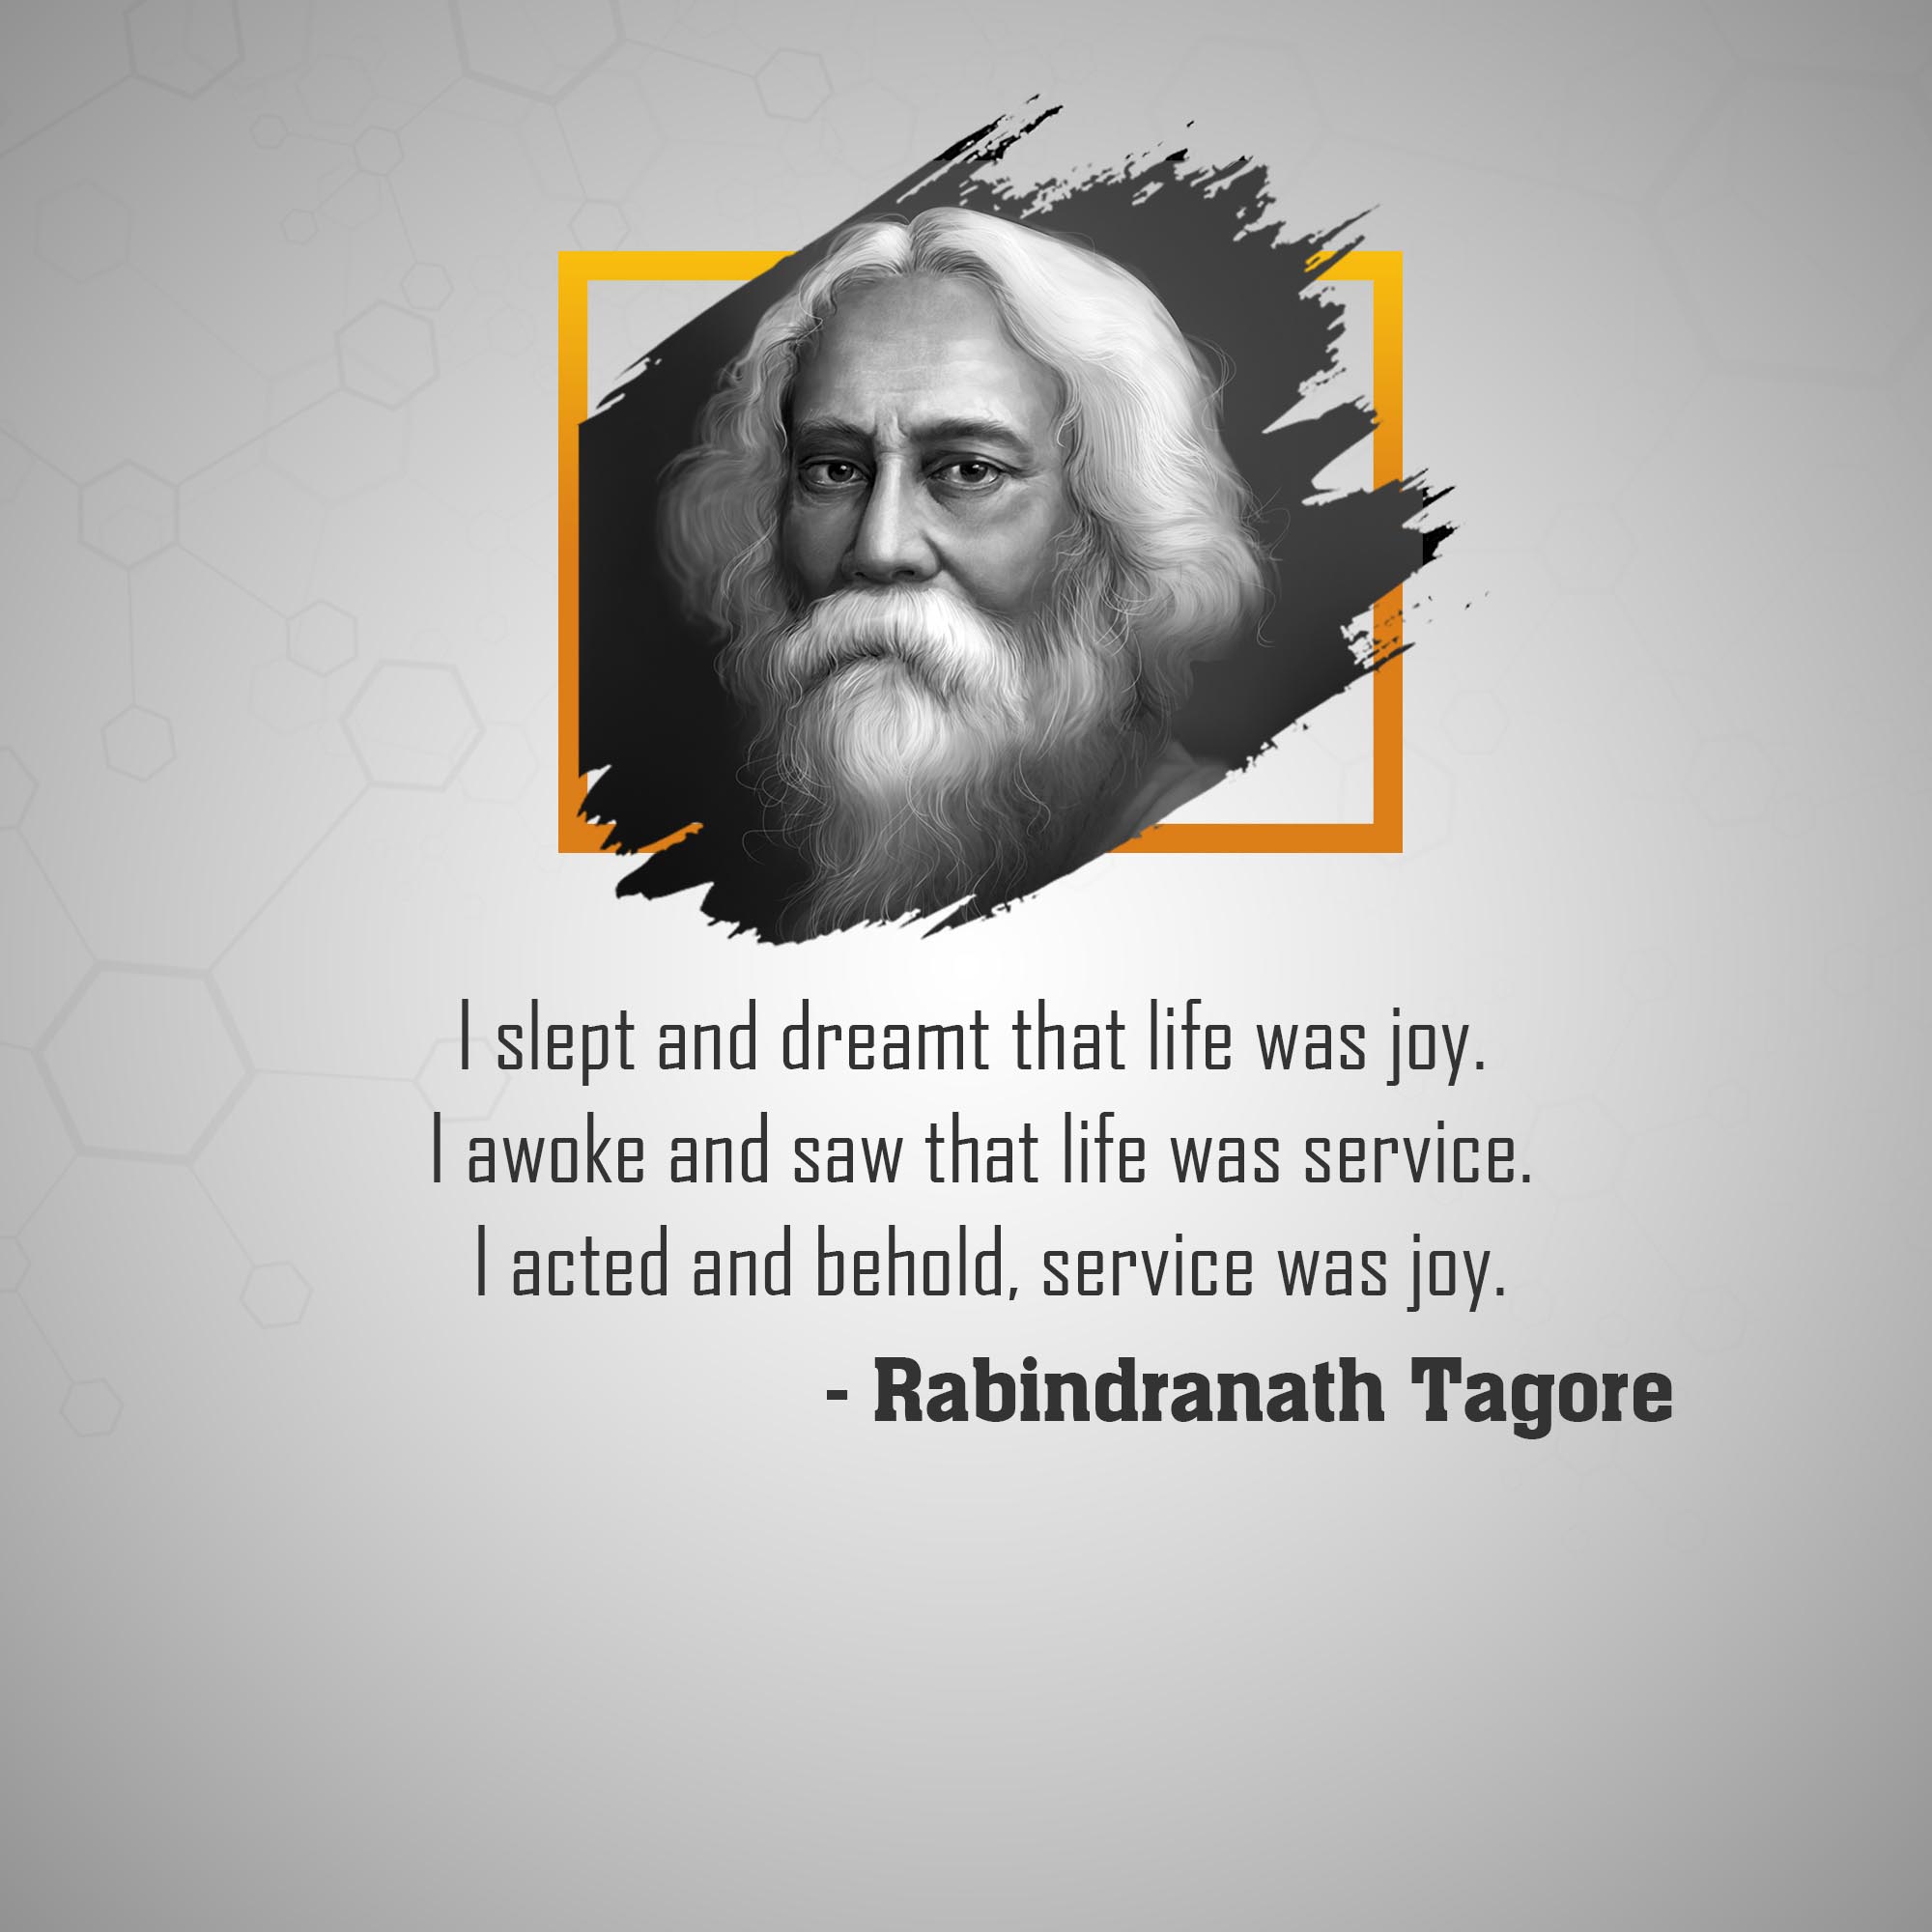 I slept and dreamt that life was joy.
I awoke and saw that life was service.
I acted and behold, service was joy.
- Rabindranath Tagore